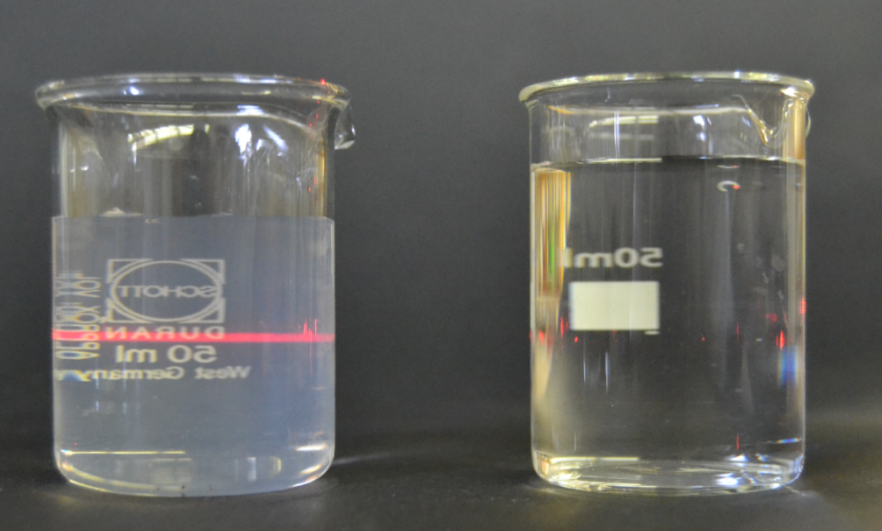 SCHOTT
DURAN
50 ml
West Germany
50ml